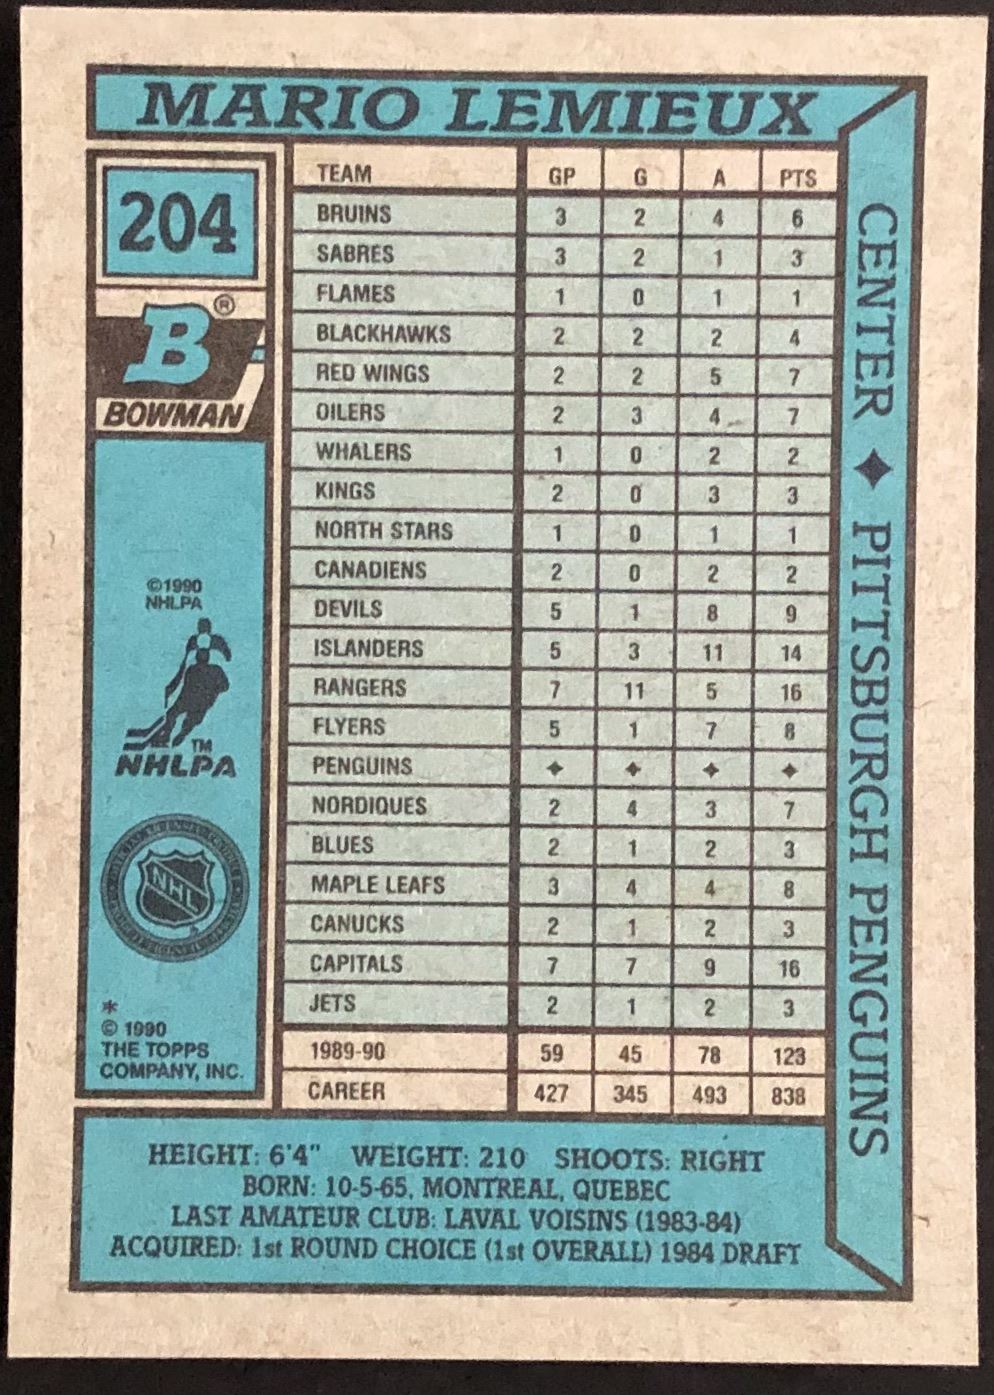 MARIO LEMIEUX
204
®
B
BOWMAN
©1990
NHLPA
TM
NHLPA
NHL
*
© 1990
THE TOPPS
COMPANY, INC.
TEAM GP G A PTS
BRUINS 3 2 4 6
SABRES 3 2 1 3
FLAMES 1 0 1 1
BLACKHAWKS 2 2 2 4
RED WINGS 2 2 5 7
OILERS 2 3 4 7
WHALERS 1 0 2 2
KINGS 2 0 3 3
NORTH STARS 1 0 1 1
CANADIENS 2 0 2 2
DEVILS 5 1 8 9
ISLANDERS 5 3 11 14
RANGERS 7 11 5 16
FLYERS 5 1 7 8
PENGUINS ✦ ✦ ✦ ✦
NORDIQUES 2 4 3 7
BLUES 2 1 2 3
MAPLE LEAFS 3 4 4 8
CANUCKS 2 1 2 3
CAPITALS 7 7 9 16
JETS 2 1 2 3
1989-90 59 45 78 123
CAREER 427 345 493 838
CENTER ✦ PITTSBURGH PENGUINS
HEIGHT: 6'4" WEIGHT: 210 SHOOTS: RIGHT
BORN: 10-5-65, MONTREAL, QUEBEC
LAST AMATEUR CLUB: LAVAL VOISINS (1983-84)
ACQUIRED: 1st ROUND CHOICE (1st OVERALL) 1984 DRAFT